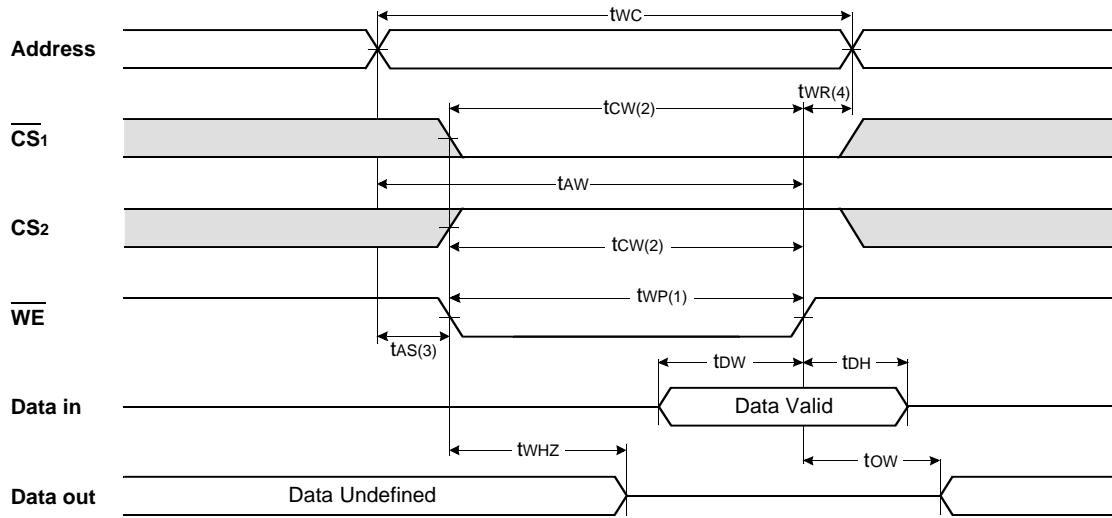 tWC
Address
tCW(2)
tWR(4)
CS1
tAW
CS2
tCW(2)
tWP(1)
WE
tAS(3)
tDW
tDH
Data in
Data Valid
tWHZ
tOW
Data out
Data Undefined